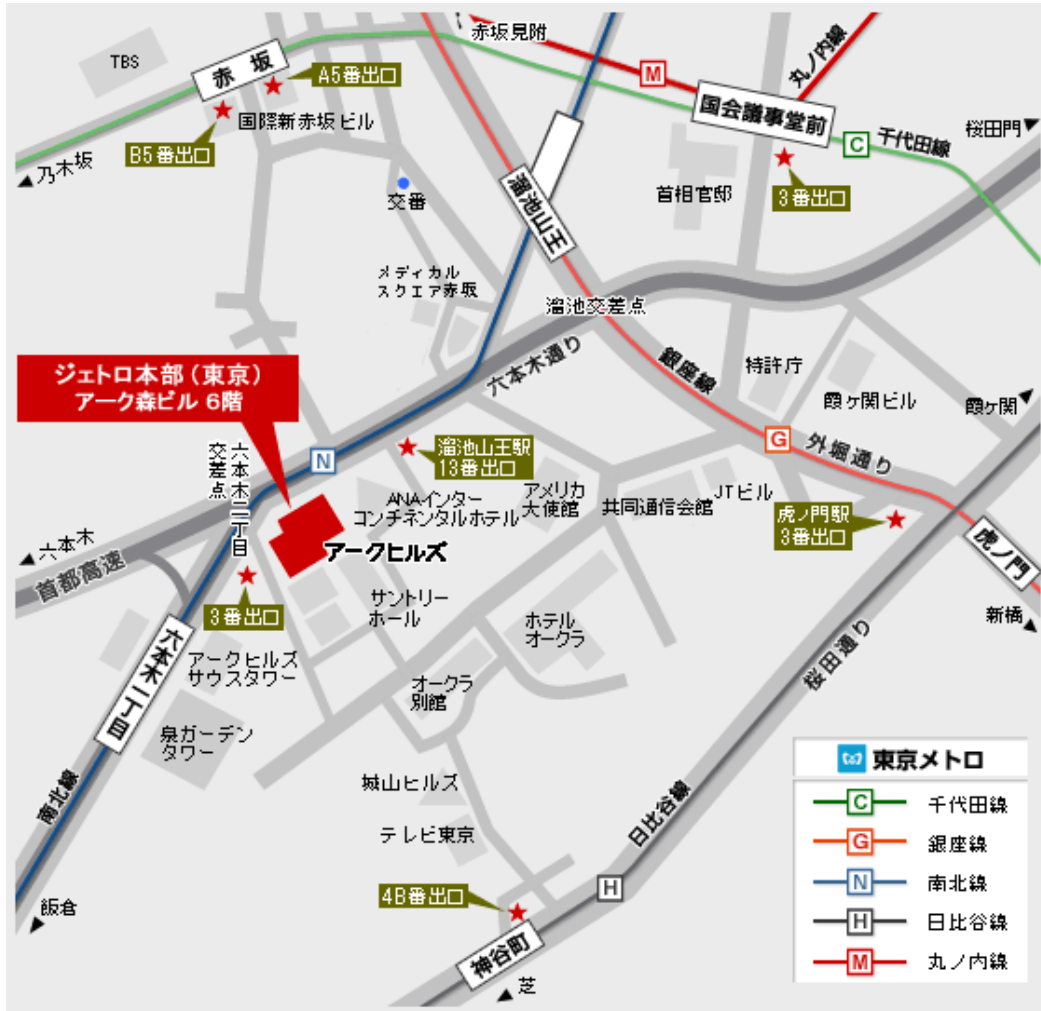 赤坂見附
丸ノ内線
TBS
赤坂
A5番出口
M
国会議事堂前
国際新赤坂ビル
千代田線
C
桜田門
B5番出口
乃木坂
3番出口
首相官邸
交番
溜池山王
メディカル
スクエア赤坂
溜池交差点
六本木通り
銀座線
特許庁
ジェトロ本部（東京）
アーク森ビル 6階
霞ヶ関ビル
霞ヶ関
G
外堀通り
六本木二丁目
交差点
N
溜池山王駅
13番出口
ANAインター
コンチネンタルホテル
アメリカ
大使館
共同通信会館
JTビル
虎ノ門駅
3番出口
虎ノ門
六本木
首都高速
アークヒルズ
3番出口
サントリー
ホール
ホテル
オークラ
新橋
桜田通り
六本木一丁目
アークヒルズ
サウスタワー
オークラ
別館
泉ガーデン
タワー
南北線
城山ヒルズ
日比谷線
テレビ東京
4B番出口
H
飯倉
神谷町
芝
東京メトロ
C 千代田線
G 銀座線
N 南北線
H 日比谷線
M 丸ノ内線